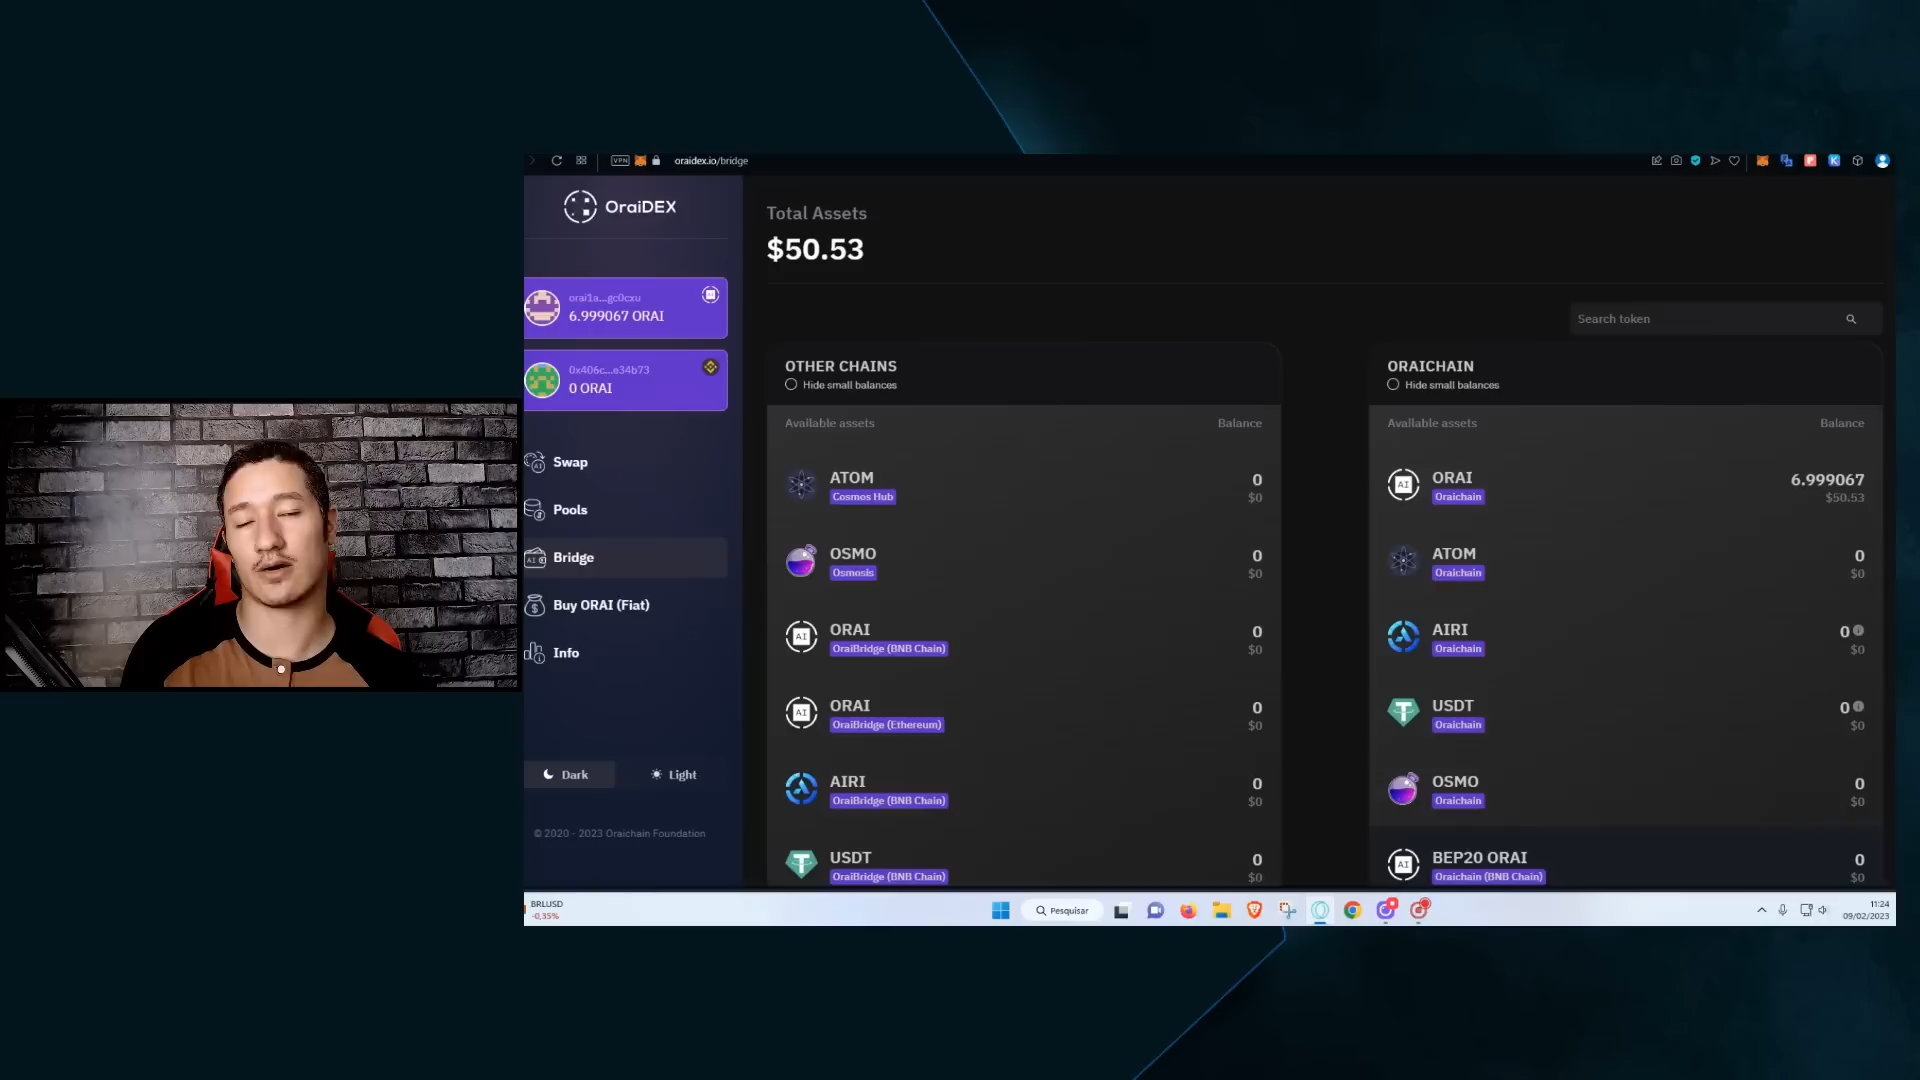 VPN
oraidex.io/bridge
OraiDEX
orai1a...gc0cxu
6.999067 ORAI
0x406c...e34b73
0 ORAI
Swap
Pools
Bridge
Buy ORAI (Fiat)
Info
Dark
Light
© 2020 - 2023 Oraichain Foundation
Total Assets
$50.53
Search token
OTHER CHAINS
Hide small balances
Available assets
Balance
ATOM
Cosmos Hub
0
$0
OSMO
Osmosis
0
$0
ORAI
OraiBridge (BNB Chain)
0
$0
ORAI
OraiBridge (Ethereum)
0
$0
AIRI
OraiBridge (BNB Chain)
0
$0
USDT
OraiBridge (BNB Chain)
0
$0
ORAICHAIN
Hide small balances
Available assets
Balance
ORAI
Oraichain
6.999067
$50.53
ATOM
Oraichain
0
$0
AIRI
Oraichain
0
$0
USDT
Oraichain
0
$0
OSMO
Oraichain
0
$0
BEP20 ORAI
Oraichain (BNB Chain)
0
$0
BRLUSD
-0,35%
Pesquisar
11:24
09/02/2023